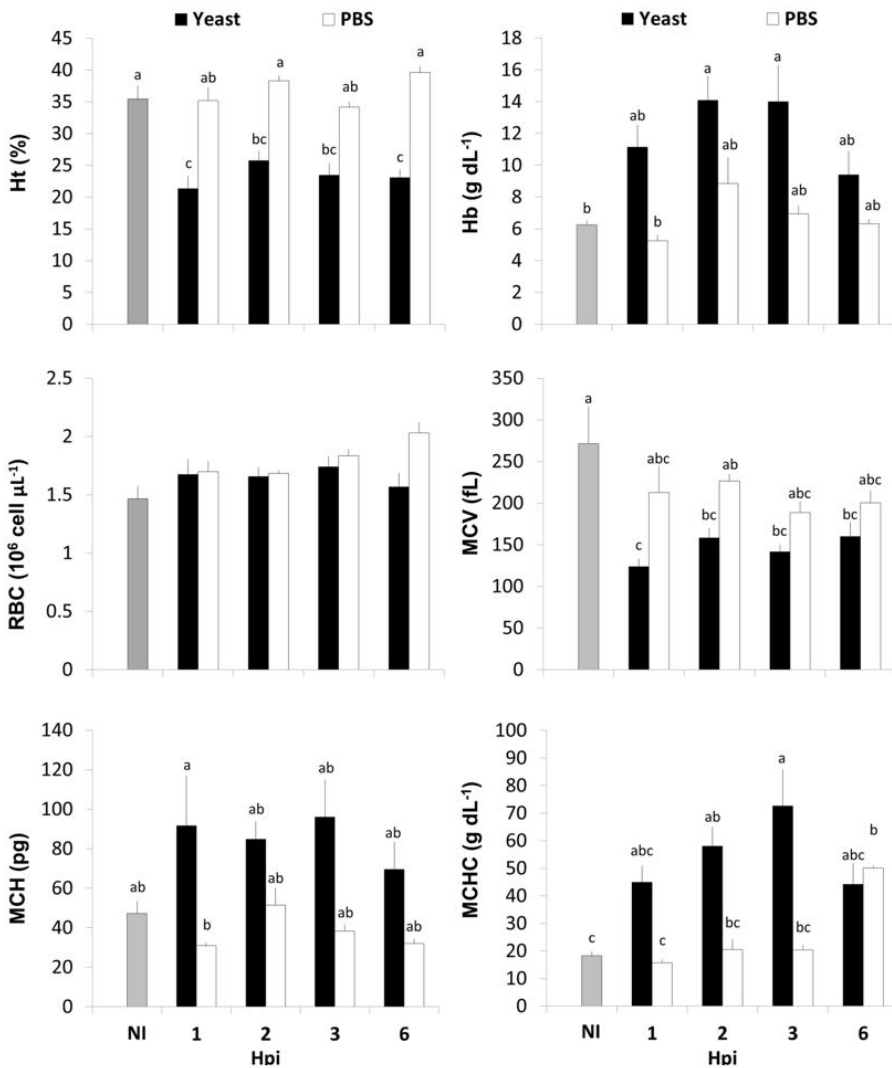 Yeast PBS
Ht (%)
45
40
35
30
25
20
15
10
5
0
a
c
ab
bc
a
bc
ab
c
a
Yeast PBS
Hb (g dL⁻¹)
18
16
14
12
10
8
6
4
2
0
b
ab
b
a
ab
a
ab
ab
ab
RBC (10⁶ cell µL⁻¹)
2.5
2
1.5
1
0.5
0
MCV (fL)
350
300
250
200
150
100
50
0
a
c
abc
bc
ab
bc
abc
bc
abc
MCH (pg)
140
120
100
80
60
40
20
0
ab
a
b
ab
ab
ab
ab
ab
ab
NI 1 2 3 6
Hpi
MCHC (g dL⁻¹)
100
90
80
70
60
50
40
30
20
10
0
c
abc
c
ab
bc
a
bc
abc
b
NI 1 2 3 6
Hpi